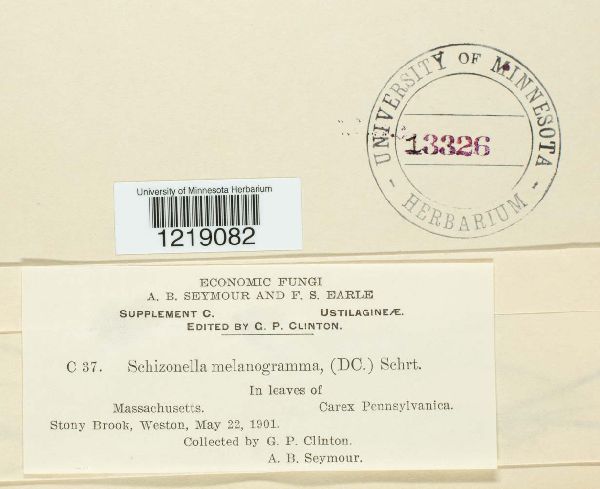 UNIVERSITY OF MINNESOTA
13326
- HERBARIUM -
University of Minnesota Herbarium
1219082
ECONOMIC FUNGI
A. B. SEYMOUR AND F. S. EARLE
SUPPLEMENT C. USTILAGINEÆ.
EDITED BY G. P. CLINTON.
C 37. Schizonella melanogramma, (DC.) Schrt.
In leaves of
Massachusetts. Carex Pennsylvanica.
Stony Brook, Weston, May 22, 1901.
Collected by G. P. Clinton.
A. B. Seymour.